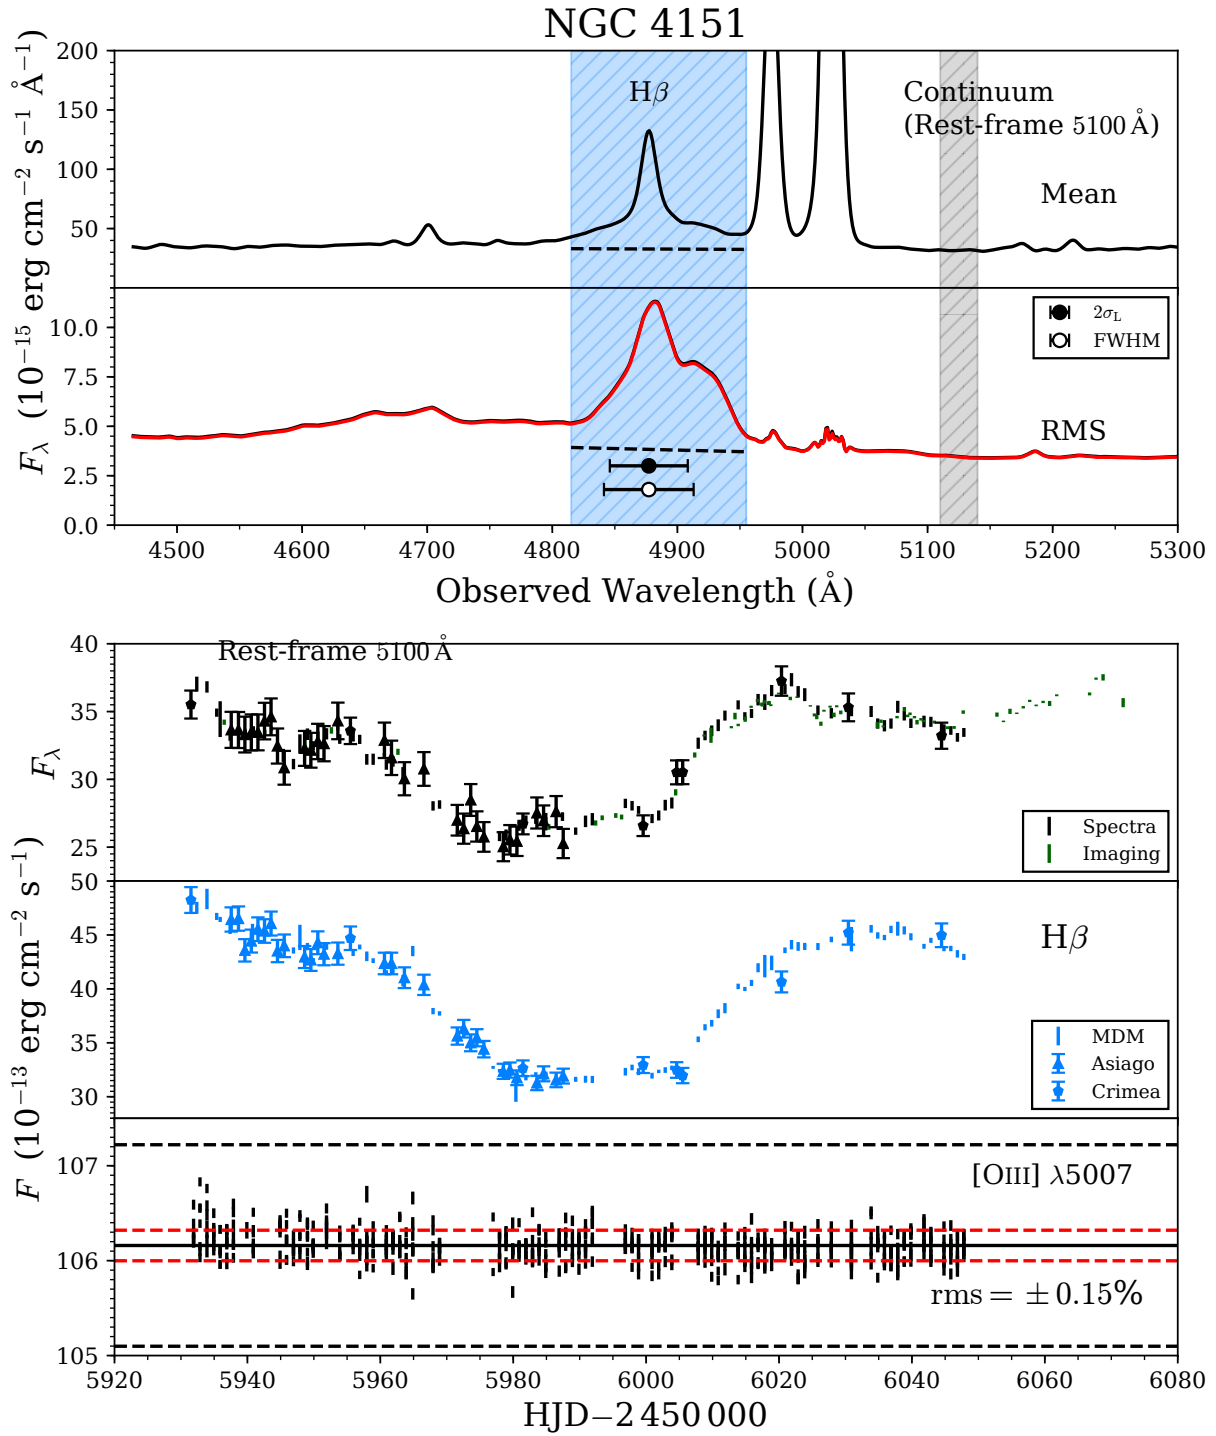 NGC 4151
200
150
100
50
Hβ
Continuum
(Rest-frame 5100 Å)
Mean
10.0
7.5
5.0
2.5
0.0
2σL
FWHM
RMS
Fλ (10−15 erg cm−2 s−1 Å−1)
4500 4600 4700 4800 4900 5000 5100 5200 5300
Observed Wavelength (Å)
Rest-frame 5100 Å
40
35
30
25
Fλ
Spectra
Imaging
50
45
40
35
30
Hβ
MDM
Asiago
Crimea
F (10−13 erg cm−2 s−1)
107
106
105
[OIII] λ5007
rms = ± 0.15%
5920 5940 5960 5980 6000 6020 6040 6060 6080
HJD−2 450 000